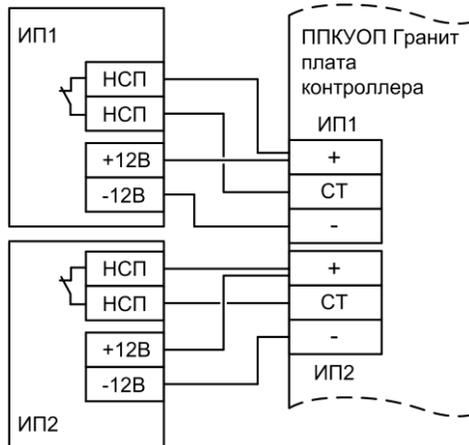 ИП1
НСП
НСП
+12В
-12В
НСП
НСП
+12В
-12В
ИП2
ППКУОП Гранит
плата
контроллера
ИП1
+
СТ
-
+
СТ
-
ИП2